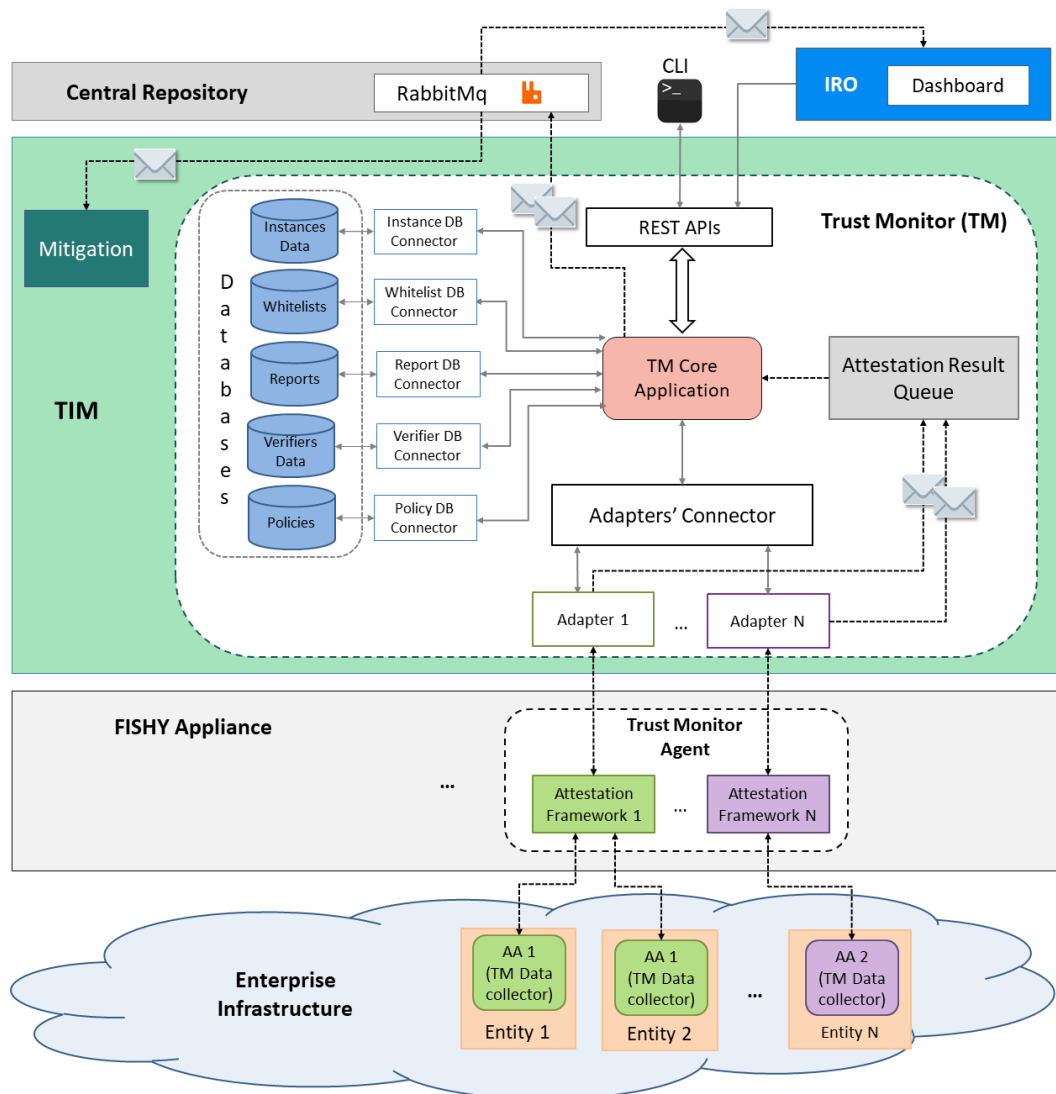 CLI
>_
Central Repository
RabbitMq
IRO
Dashboard
Mitigation
TIM
Trust Monitor (TM)
Databases
Instances
Data
Whitelists
Reports
Verifiers
Data
Policies
Instance DB
Connector
Whitelist DB
Connector
Report DB
Connector
Verifier DB
Connector
Policy DB
Connector
REST APIs
TM Core
Application
Attestation Result
Queue
Adapters’ Connector
Adapter 1
...
Adapter N
FISHY Appliance
...
Trust Monitor
Agent
Attestation
Framework 1
...
Attestation
Framework N
Enterprise
Infrastructure
AA 1
(TM Data
collector)
Entity 1
AA 1
(TM Data
collector)
Entity 2
...
AA 2
(TM Data
collector)
Entity N